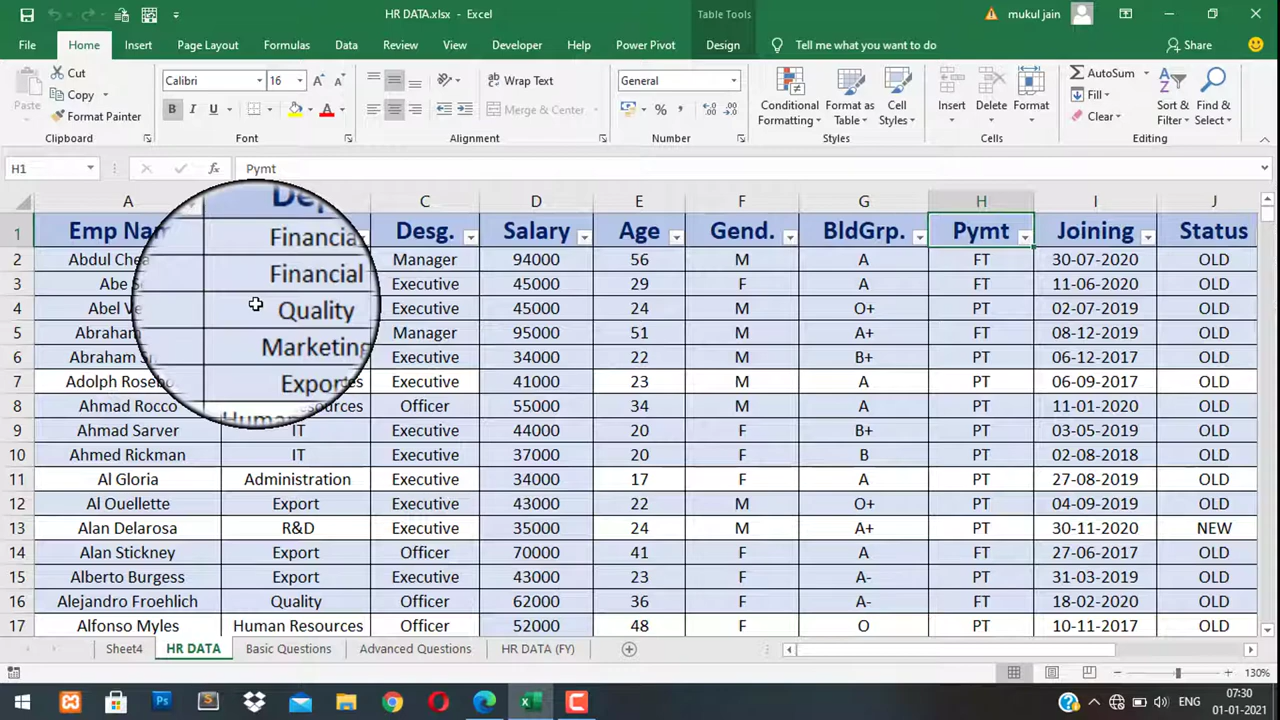 HR DATA.xlsx - Excel
Table Tools
mukul jain
File Home Insert Page Layout Formulas Data Review View Developer Help Power Pivot Design Tell me what you want to do Share
Cut
Copy
Format Painter
Paste
Clipboard
Calibri 16
B I U
Font
Wrap Text
Merge & Center
Alignment
General
Number
Conditional Formatting
Format as Table
Cell Styles
Styles
Insert Delete Format
Cells
AutoSum
Fill
Clear
Sort & Filter
Find & Select
Editing
H1 fx Pymt
A C D E F G H I J
1 Emp Nam Dep Desg. Salary Age Gend. BldGrp. Pymt Joining Status
2 Abdul Chea Financia Manager 94000 56 M A FT 30-07-2020 OLD
3 Abe S Financial Executive 45000 29 F A FT 11-06-2020 OLD
4 Abel Ve Quality Executive 45000 24 M O+ PT 02-07-2019 OLD
5 Abraham Marketing Manager 95000 51 M A+ FT 08-12-2019 OLD
6 Abraham S Export Executive 34000 22 M B+ PT 06-12-2017 OLD
7 Adolph Rosebo Human es Executive 41000 23 M A PT 06-09-2017 OLD
8 Ahmad Rocco sources Officer 55000 34 M A PT 11-01-2020 OLD
9 Ahmad Sarver IT Executive 44000 20 F B+ PT 03-05-2019 OLD
10 Ahmed Rickman IT Executive 37000 20 F B PT 02-08-2018 OLD
11 Al Gloria Administration Executive 34000 17 F A PT 27-08-2019 OLD
12 Al Ouellette Export Executive 43000 22 M O+ PT 04-09-2019 OLD
13 Alan Delarosa R&D Executive 35000 24 M A+ PT 30-11-2020 NEW
14 Alan Stickney Export Officer 70000 41 F A FT 27-06-2017 OLD
15 Alberto Burgess Export Executive 43000 23 F A- PT 31-03-2019 OLD
16 Alejandro Froehlich Quality Officer 62000 36 F A- FT 18-02-2020 OLD
17 Alfonso Myles Human Resources Officer 52000 48 F O PT 10-11-2017 OLD
Sheet4 HR DATA Basic Questions Advanced Questions HR DATA (FY)
130%
ENG 07:30
01-01-2021